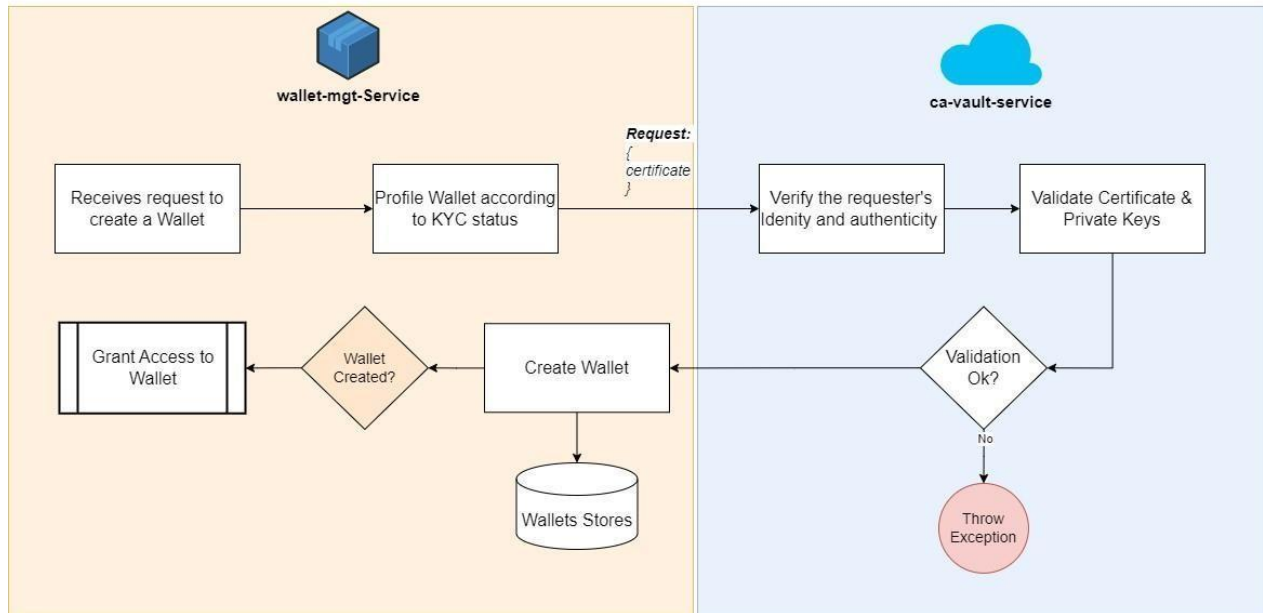 wallet-mgt-Service
ca-vault-service
Request:
{
certificate
}
Receives request to
create a Wallet
Profile Wallet according
to KYC status
Verify the requester's
Idenity and authenticity
Validate Certificate &
Private Keys
Grant Access to
Wallet
Wallet
Created?
Create Wallet
Validation
Ok?
No
Wallets Stores
Throw
Exception